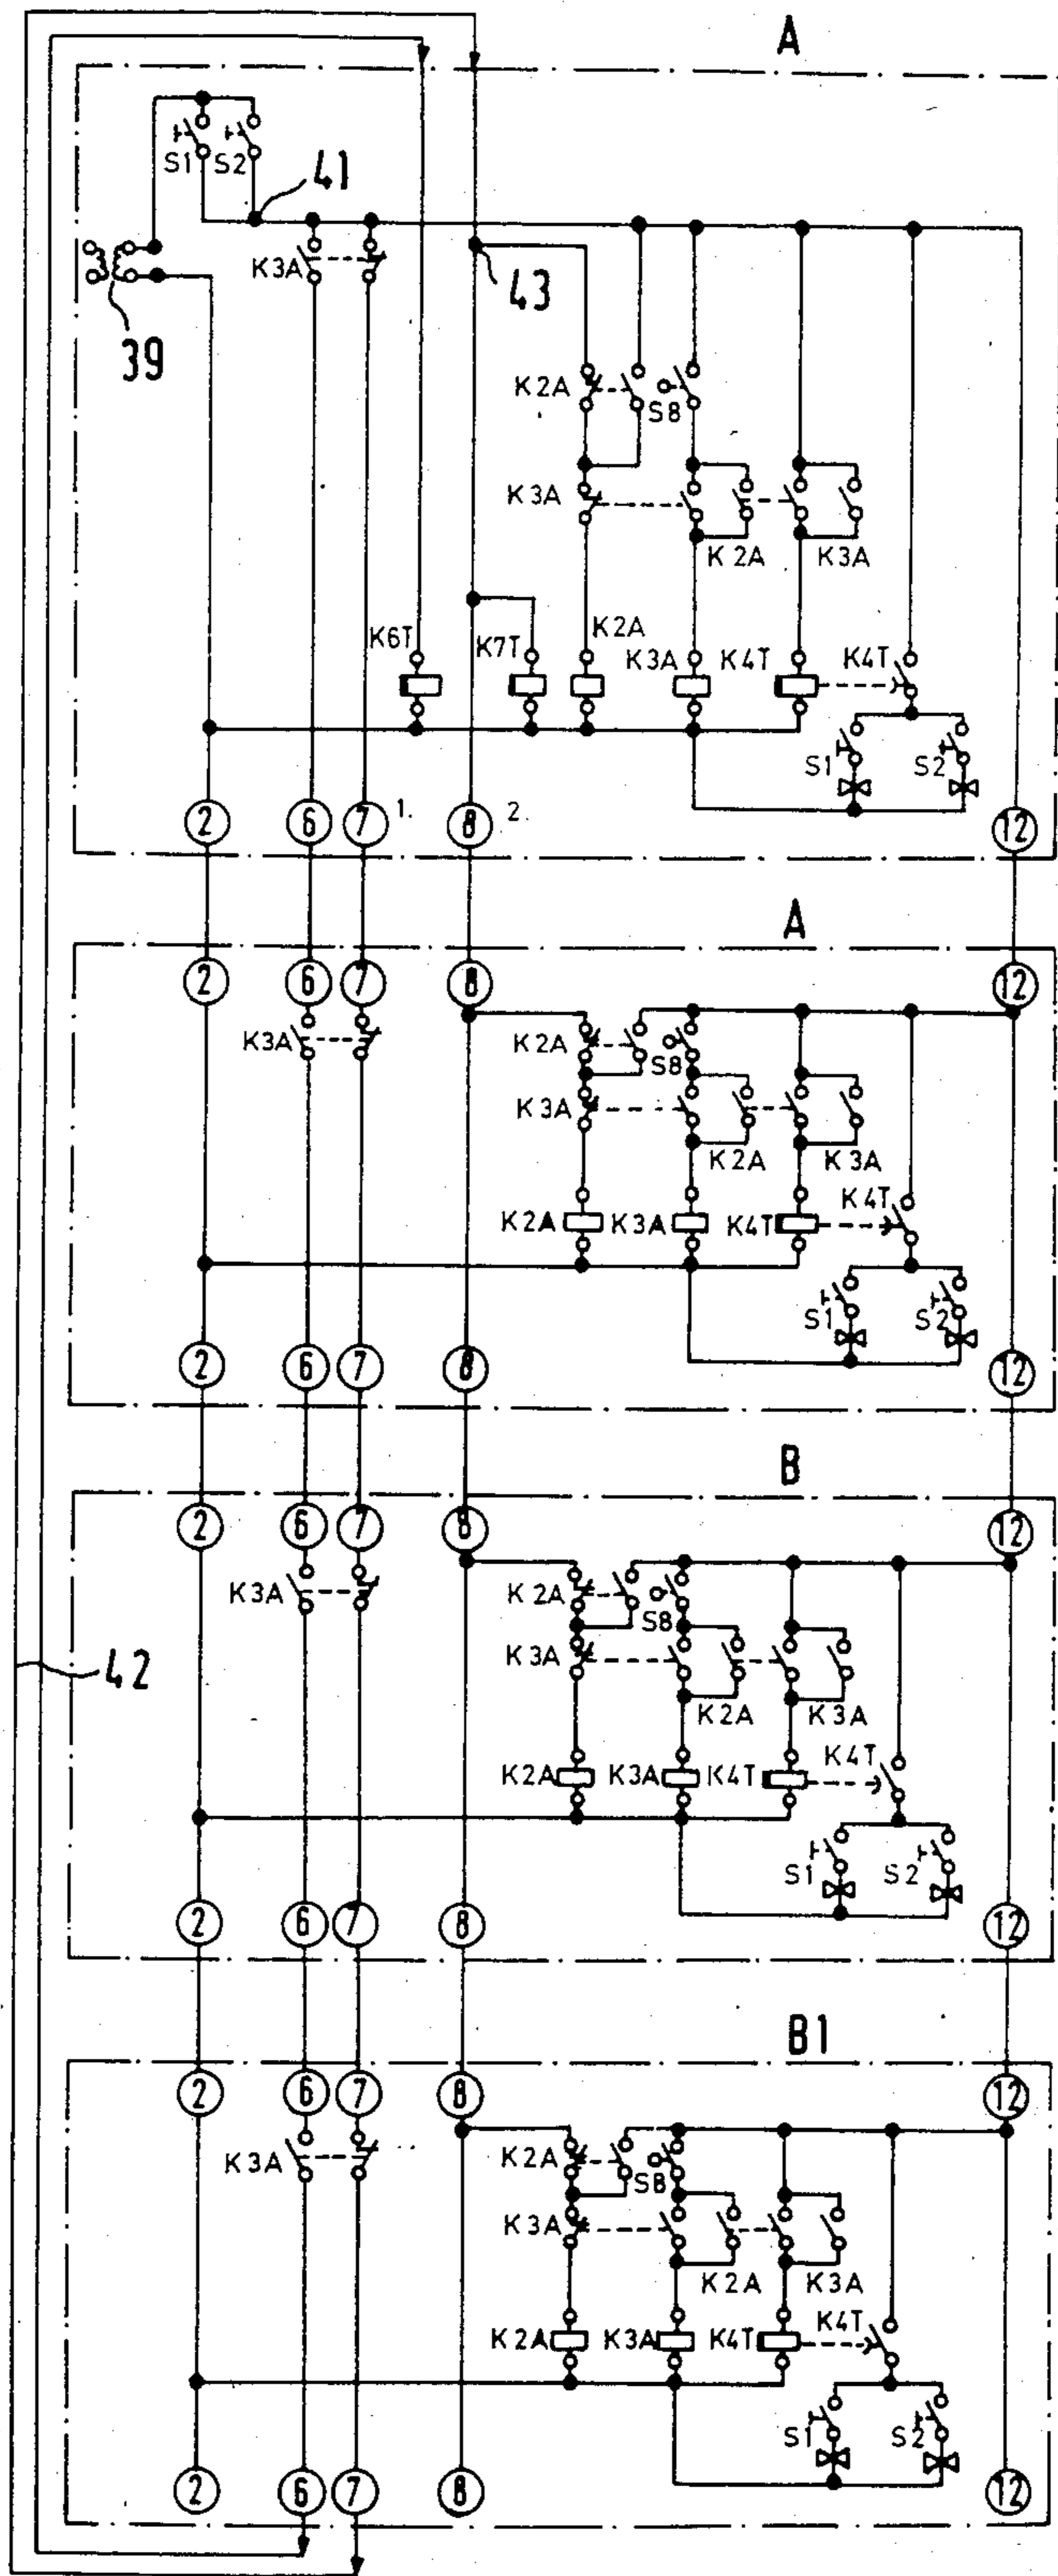 A
S1 S2
41
K3A
43
39
K2A S8
K3A
K2A K3A
K6T K7T K2A K3A K4T K4T
S1 S2
2 6 7 1. 8 2. 12
A
2 6 7 8 12
K3A K2A S8
K3A
K2A K3A
K2A K3A K4T K4T
S1 S2
2 6 7 8 12
B
2 6 7 8 12
K3A K2A S8
K3A
42
K2A K3A
K2A K3A K4T K4T
S1 S2
2 6 7 8 12
B1
2 6 7 8 12
K3A K2A S8
K3A
K2A K3A
K2A K3A K4T K4T
S1 S2
2 6 7 8 12